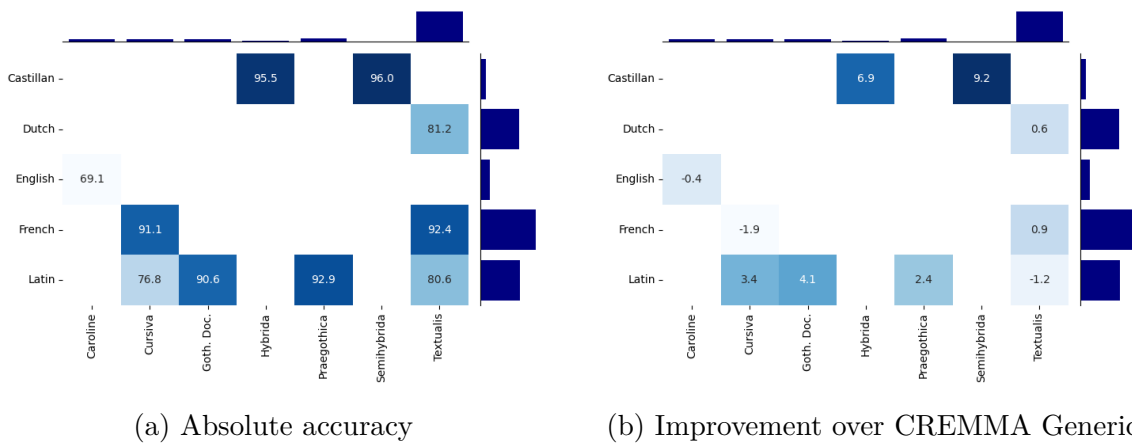 Castillan
95.5 96.0
Dutch
81.2
English
69.1
French
91.1 92.4
Latin
76.8 90.6 92.9 80.6
Caroline
Cursiva
Goth. Doc.
Hybrida
Praegothica
Semihybrida
Textualis
(a) Absolute accuracy
Castillan
6.9 9.2
Dutch
0.6
English
-0.4
French
-1.9 0.9
Latin
3.4 4.1 2.4 -1.2
Caroline
Cursiva
Goth. Doc.
Hybrida
Praegothica
Semihybrida
Textualis
(b) Improvement over CREMMA Generic